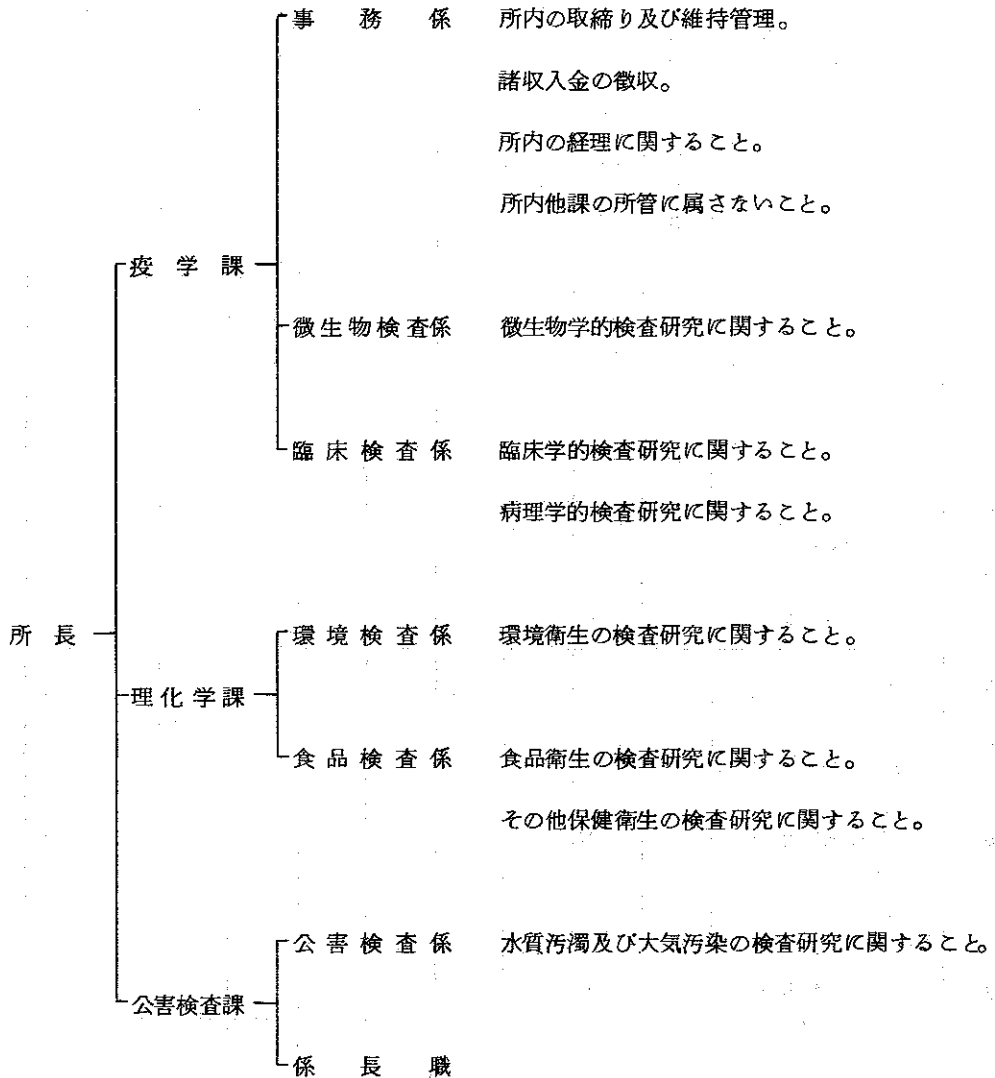 事務係 所内の取締り及び維持管理。
諸収入金の徴収。
所内の経理に関すること。
所内他課の所管に属さないこと。
疫学課
微生物検査係 微生物学的検査研究に関すること。
臨床検査係 臨床学的検査研究に関すること。
病理学的検査研究に関すること。
所長
環境検査係 環境衛生の検査研究に関すること。
理化学課
食品検査係 食品衛生の検査研究に関すること。
その他保健衛生の検査研究に関すること。
公害検査係 水質汚濁及び大気汚染の検査研究に関すること。
公害検査課
係長職